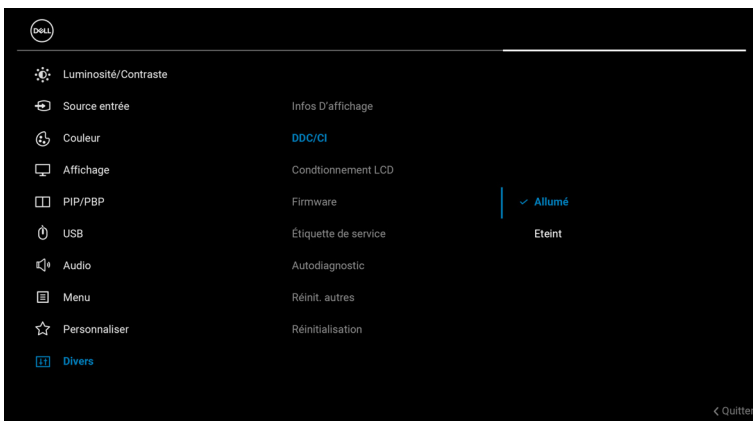 DELL
Luminosité/Contraste
Source entrée
Infos D'affichage
Couleur
DDC/CI
Affichage
Condtionnement LCD
PIP/PBP
Firmware
Allumé
USB
Étiquette de service
Eteint
Audio
Autodiagnostic
Menu
Réinit. autres
Personnaliser
Réinitialisation
Divers
Quitter